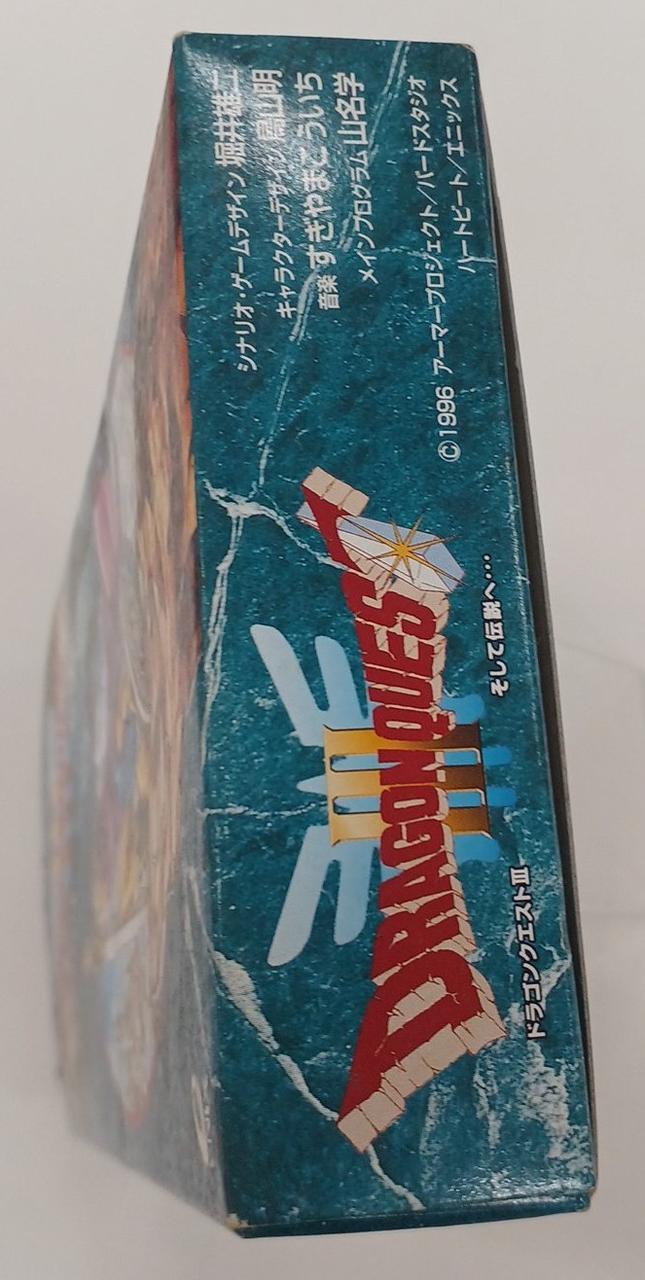 DRAGON QUEST
III
ドラゴンクエストIII
そして伝説へ…
シナリオ・ゲームデザイン 堀井雄二
キャラクターデザイン 鳥山明
音楽 すぎやまこういち
メインプログラム 山名学
©1996 アーマープロジェクト/バードスタジオ
ハートビート/エニックス